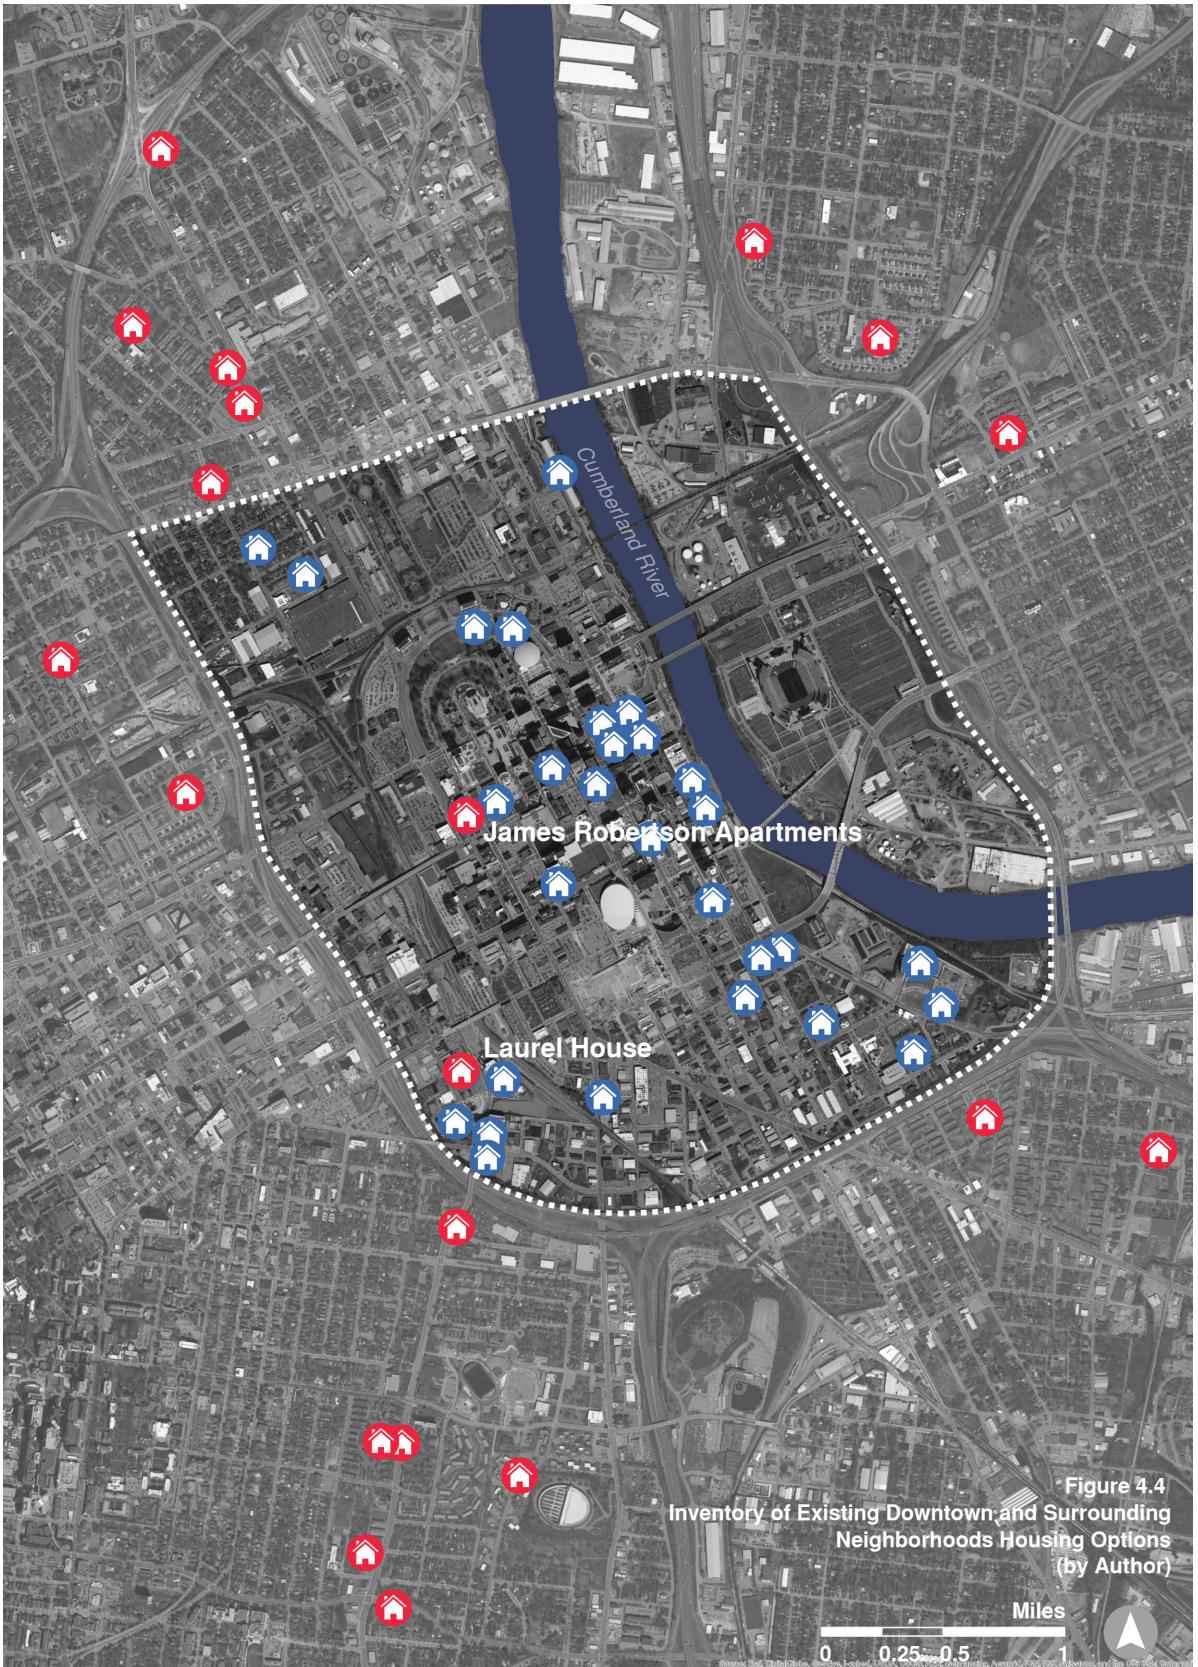 Cumberland River
James Robertson Apartments
Laurel House
Figure 4.4
Inventory of Existing Downtown and Surrounding
Neighborhoods Housing Options
(by Author)
Miles
0 0.25 0.5 1